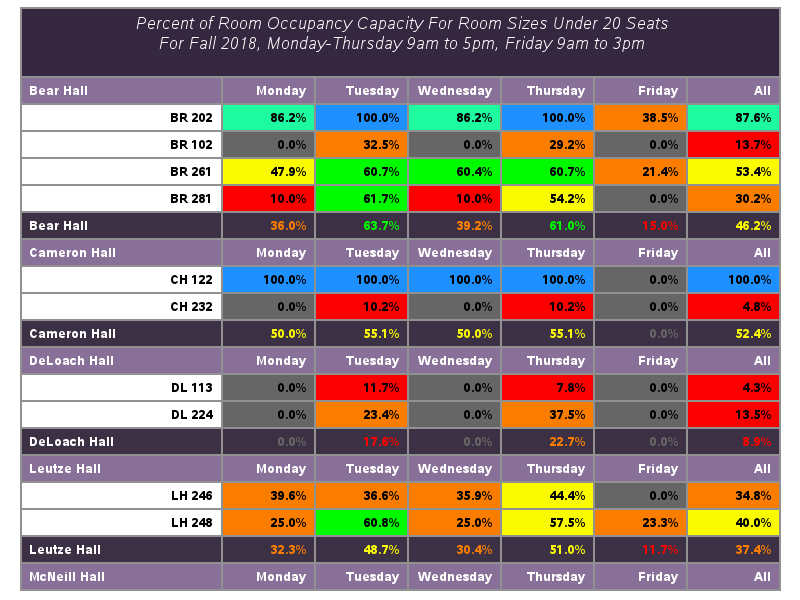 Percent of Room Occupancy Capacity For Room Sizes Under 20 Seats
For Fall 2018, Monday-Thursday 9am to 5pm, Friday 9am to 3pm
Bear Hall Monday Tuesday Wednesday Thursday Friday All
BR 202 86.2% 100.0% 86.2% 100.0% 38.5% 87.6%
BR 102 0.0% 32.5% 0.0% 29.2% 0.0% 13.7%
BR 261 47.9% 60.7% 60.4% 60.7% 21.4% 53.4%
BR 281 10.0% 61.7% 10.0% 54.2% 0.0% 30.2%
Bear Hall 36.0% 63.7% 39.2% 61.0% 15.0% 46.2%
Cameron Hall Monday Tuesday Wednesday Thursday Friday All
CH 122 100.0% 100.0% 100.0% 100.0% 0.0% 100.0%
CH 232 0.0% 10.2% 0.0% 10.2% 0.0% 4.8%
Cameron Hall 50.0% 55.1% 50.0% 55.1% 0.0% 52.4%
DeLoach Hall Monday Tuesday Wednesday Thursday Friday All
DL 113 0.0% 11.7% 0.0% 7.8% 0.0% 4.3%
DL 224 0.0% 23.4% 0.0% 37.5% 0.0% 13.5%
DeLoach Hall 0.0% 17.6% 0.0% 22.7% 0.0% 8.9%
Leutze Hall Monday Tuesday Wednesday Thursday Friday All
LH 246 39.6% 36.6% 35.9% 44.4% 0.0% 34.8%
LH 248 25.0% 60.8% 25.0% 57.5% 23.3% 40.0%
Leutze Hall 32.3% 48.7% 30.4% 51.0% 11.7% 37.4%
McNeill Hall Monday Tuesday Wednesday Thursday Friday All